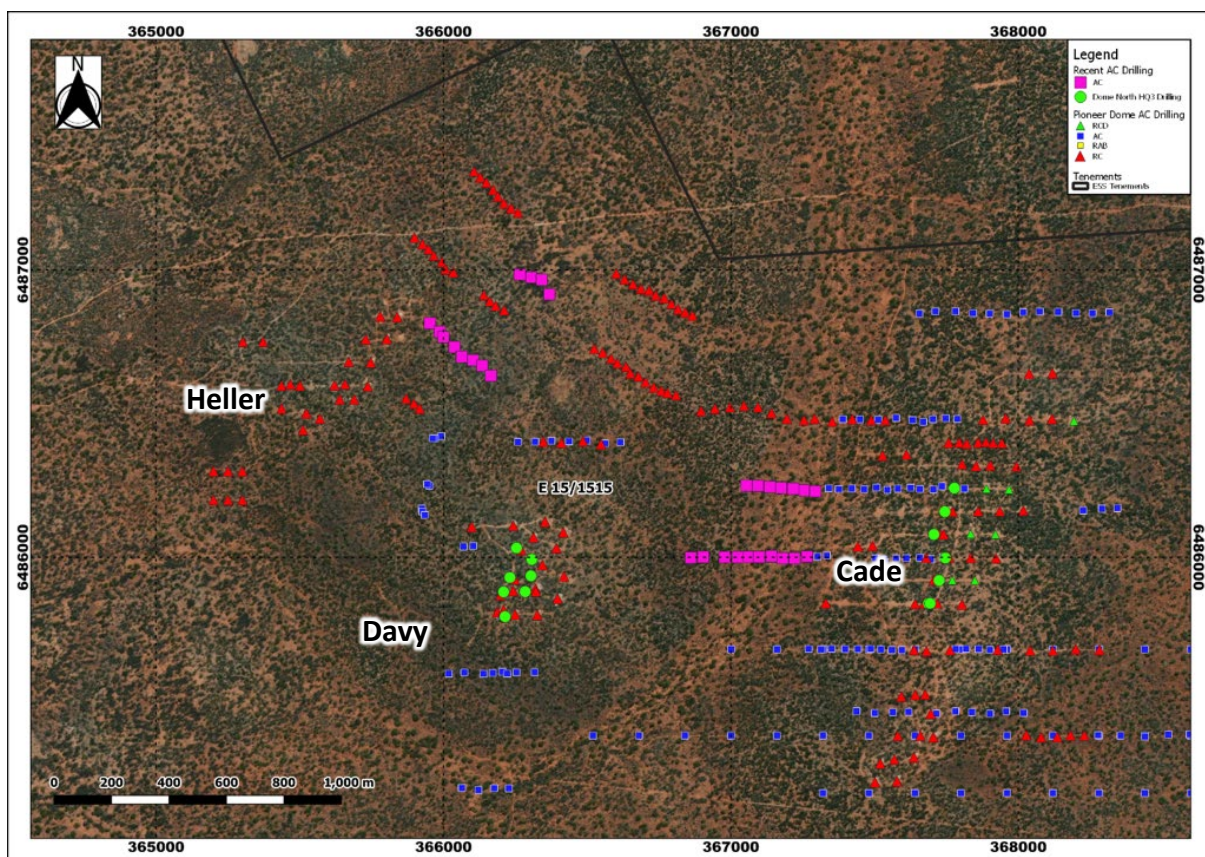 365000 366000 367000 368000
N
Legend
Recent AC Drilling
AC
Dome North HQ3 Drilling
Pioneer Dome AC Drilling
RCD
AC
RAB
RC
Tenements
ESS Tenements
6487000 6487000
Heller
E 15/1515
6486000 6486000
Cade
Davy
0 200 400 600 800 1,000 m
365000 366000 367000 368000